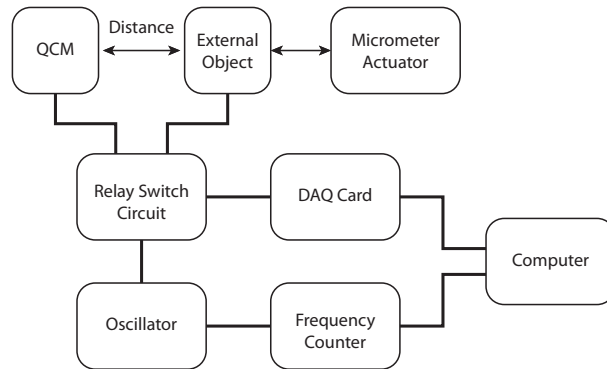 Distance
QCM
External
Object
Micrometer
Actuator
Relay Switch
Circuit
DAQ Card
Computer
Oscillator
Frequency
Counter